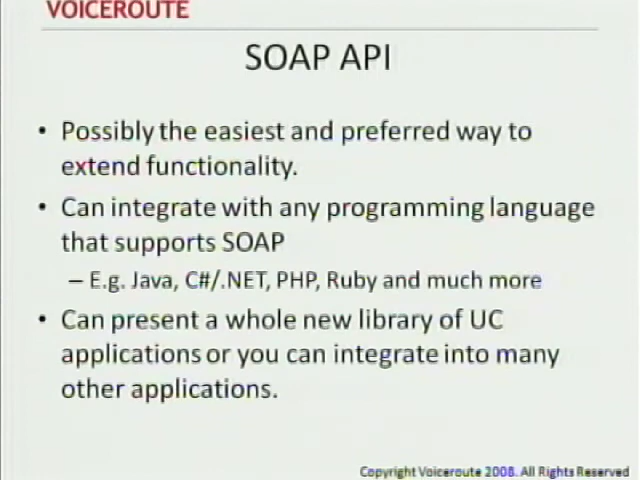 VOICEROUTE
SOAP API
• Possibly the easiest and preferred way to
extend functionality.
• Can integrate with any programming language
that supports SOAP
– E.g. Java, C#/.NET, PHP, Ruby and much more
• Can present a whole new library of UC
applications or you can integrate into many
other applications.
Copyright Voiceroute 2008. All Rights Reserved